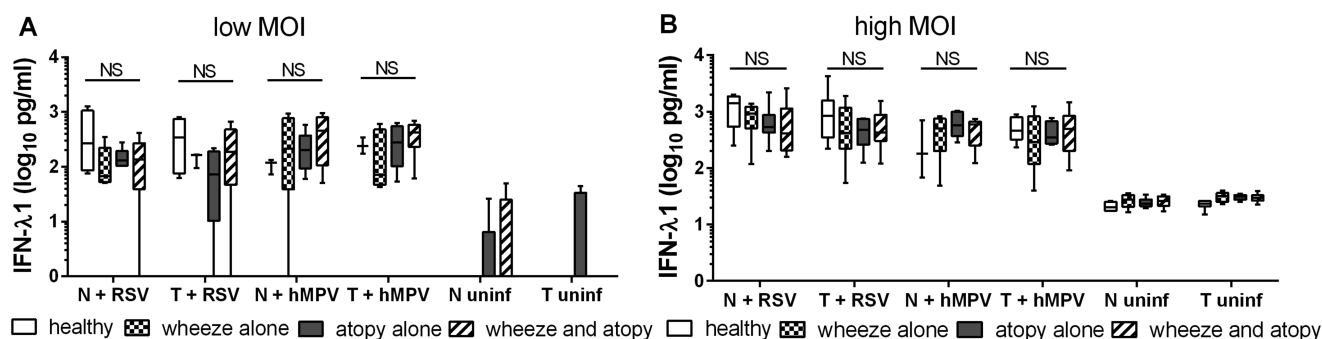 A
low MOI
IFN-λ1 (log10 pg/ml)
4
3
2
1
0
NS
NS
NS
NS
N + RSV
T + RSV
N + hMPV
T + hMPV
N uninf
T uninf
healthy
wheeze alone
atopy alone
wheeze and atopy
B
high MOI
IFN-λ1 (log10 pg/ml)
4
3
2
1
0
NS
NS
NS
NS
N + RSV
T + RSV
N + hMPV
T + hMPV
N uninf
T uninf
healthy
wheeze alone
atopy alone
wheeze and atopy